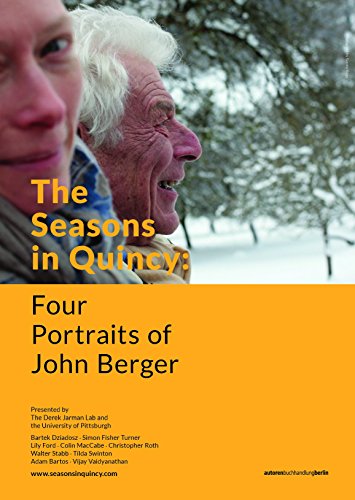 The
Seasons
in Quincy:
Four
Portraits of
John Berger
Presented by
The Derek Jarman Lab and
the University of Pittsburgh
Bartek Dziadosz · Simon Fisher Turner
Lily Ford · Colin MacCabe · Christopher Roth
Walter Stabb · Tilda Swinton
Adam Bartos · Vijay Vaidyanathan
www.seasonsinquincy.com
autorenbuchhandlungberlin